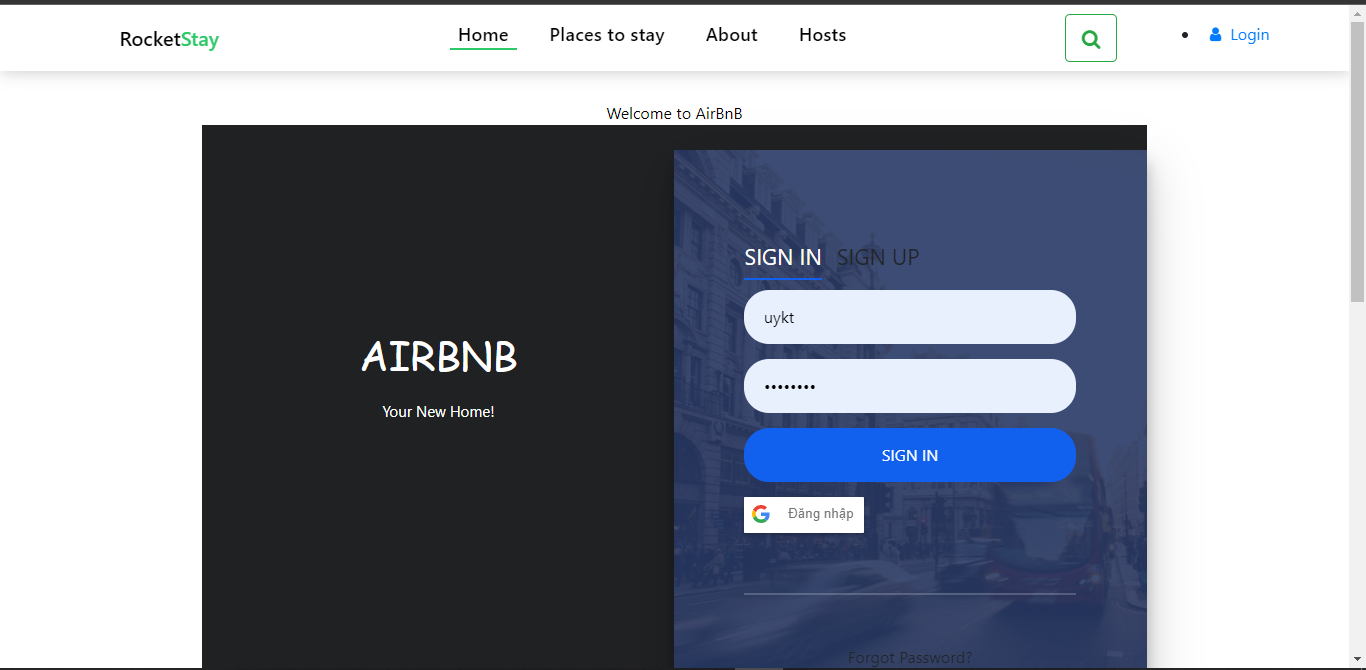 RocketStay
Home Places to stay About Hosts
Login
Welcome to AirBnB
SIGN IN SIGN UP
uykt
AIRBNB
Your New Home!
••••••••
SIGN IN
Đăng nhập
Forgot Password?